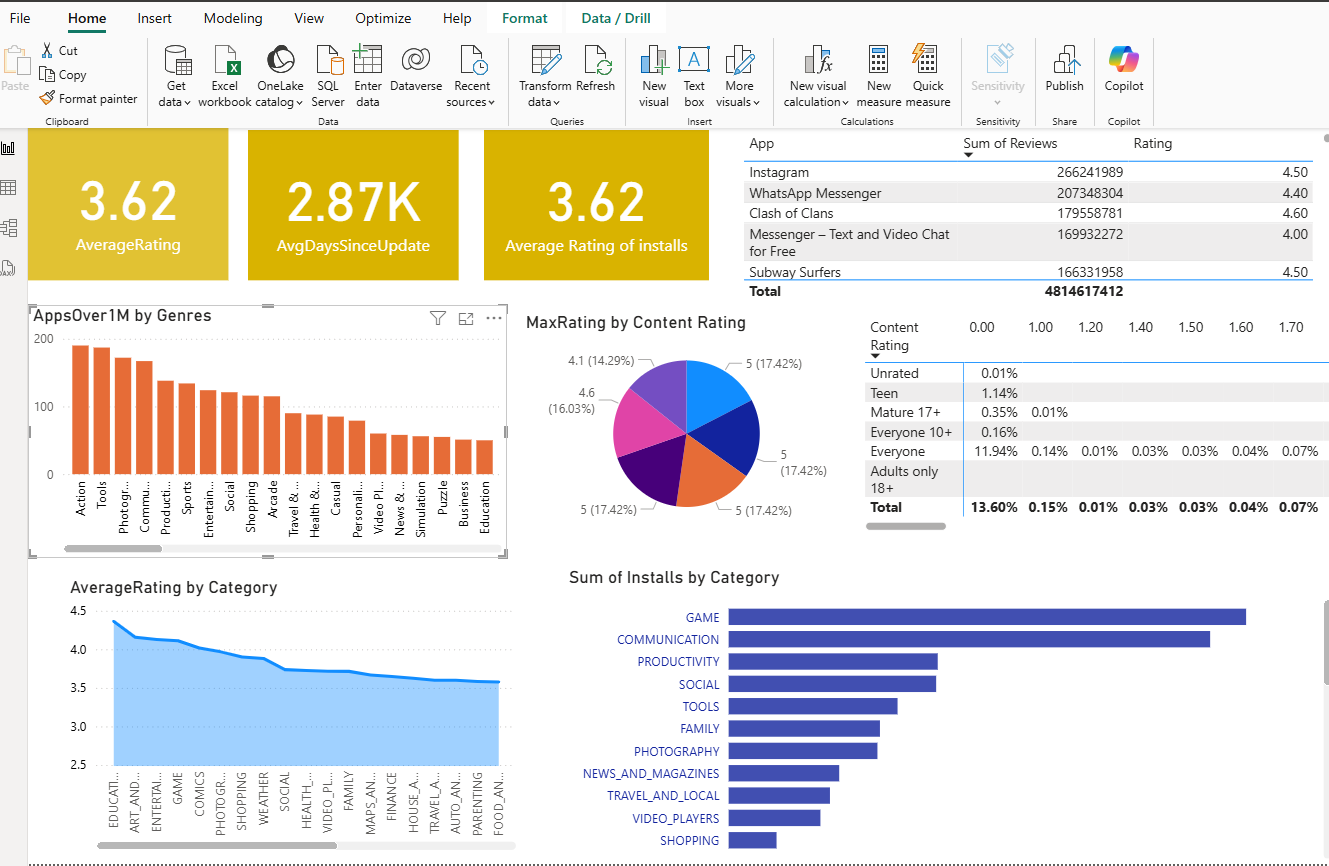 File Home Insert Modeling View Optimize Help Format Data / Drill
Paste
Cut
Copy
Format painter
Get data
Excel workbook
OneLake catalog
SQL Server
Enter data
Dataverse
Recent sources
Transform data
Refresh
New visual
Text box
More visuals
New visual calculation
New measure
Quick measure
Sensitivity
Publish
Copilot
Clipboard Data Queries Insert Calculations Sensitivity Share Copilot
3.62
AverageRating
2.87K
AvgDaysSinceUpdate
3.62
Average Rating of installs
App Sum of Reviews Rating
Instagram 266241989 4.50
WhatsApp Messenger 207348304 4.40
Clash of Clans 179558781 4.60
Messenger – Text and Video Chat 169932272 4.00
for Free
Subway Surfers 166331958 4.50
Total 4814617412
AppsOver1M by Genres
200
100
0
Action
Tools
Photogr...
Commu...
Producti...
Sports
Entertain...
Social
Shopping
Arcade
Travel & ...
Health &...
Casual
Personali...
Video Pl...
News & ...
Simulation
Puzzle
Business
Education
MaxRating by Content Rating
4.1 (14.29%)
5 (17.42%)
4.6
(16.03%)
5
(17.42%)
5 (17.42%)
5 (17.42%)
Content 0.00 1.00 1.20 1.40 1.50 1.60 1.70
Rating
Unrated 0.01%
Teen 1.14%
Mature 17+ 0.35% 0.01%
Everyone 10+ 0.16%
Everyone 11.94% 0.14% 0.01% 0.03% 0.03% 0.04% 0.07%
Adults only
18+
Total 13.60% 0.15% 0.01% 0.03% 0.03% 0.04% 0.07%
AverageRating by Category
4.5
4.0
3.5
3.0
2.5
EDUCATI...
ART_AND...
ENTERTAI...
GAME
COMICS
PHOTOGR...
SHOPPING
WEATHER
SOCIAL
HEALTH_...
VIDEO_PL...
FAMILY
MAPS_AN...
FINANCE
HOUSE_A...
TRAVEL_A...
AUTO_AN...
PARENTING
FOOD_AN...
Sum of Installs by Category
GAME
COMMUNICATION
PRODUCTIVITY
SOCIAL
TOOLS
FAMILY
PHOTOGRAPHY
NEWS_AND_MAGAZINES
TRAVEL_AND_LOCAL
VIDEO_PLAYERS
SHOPPING